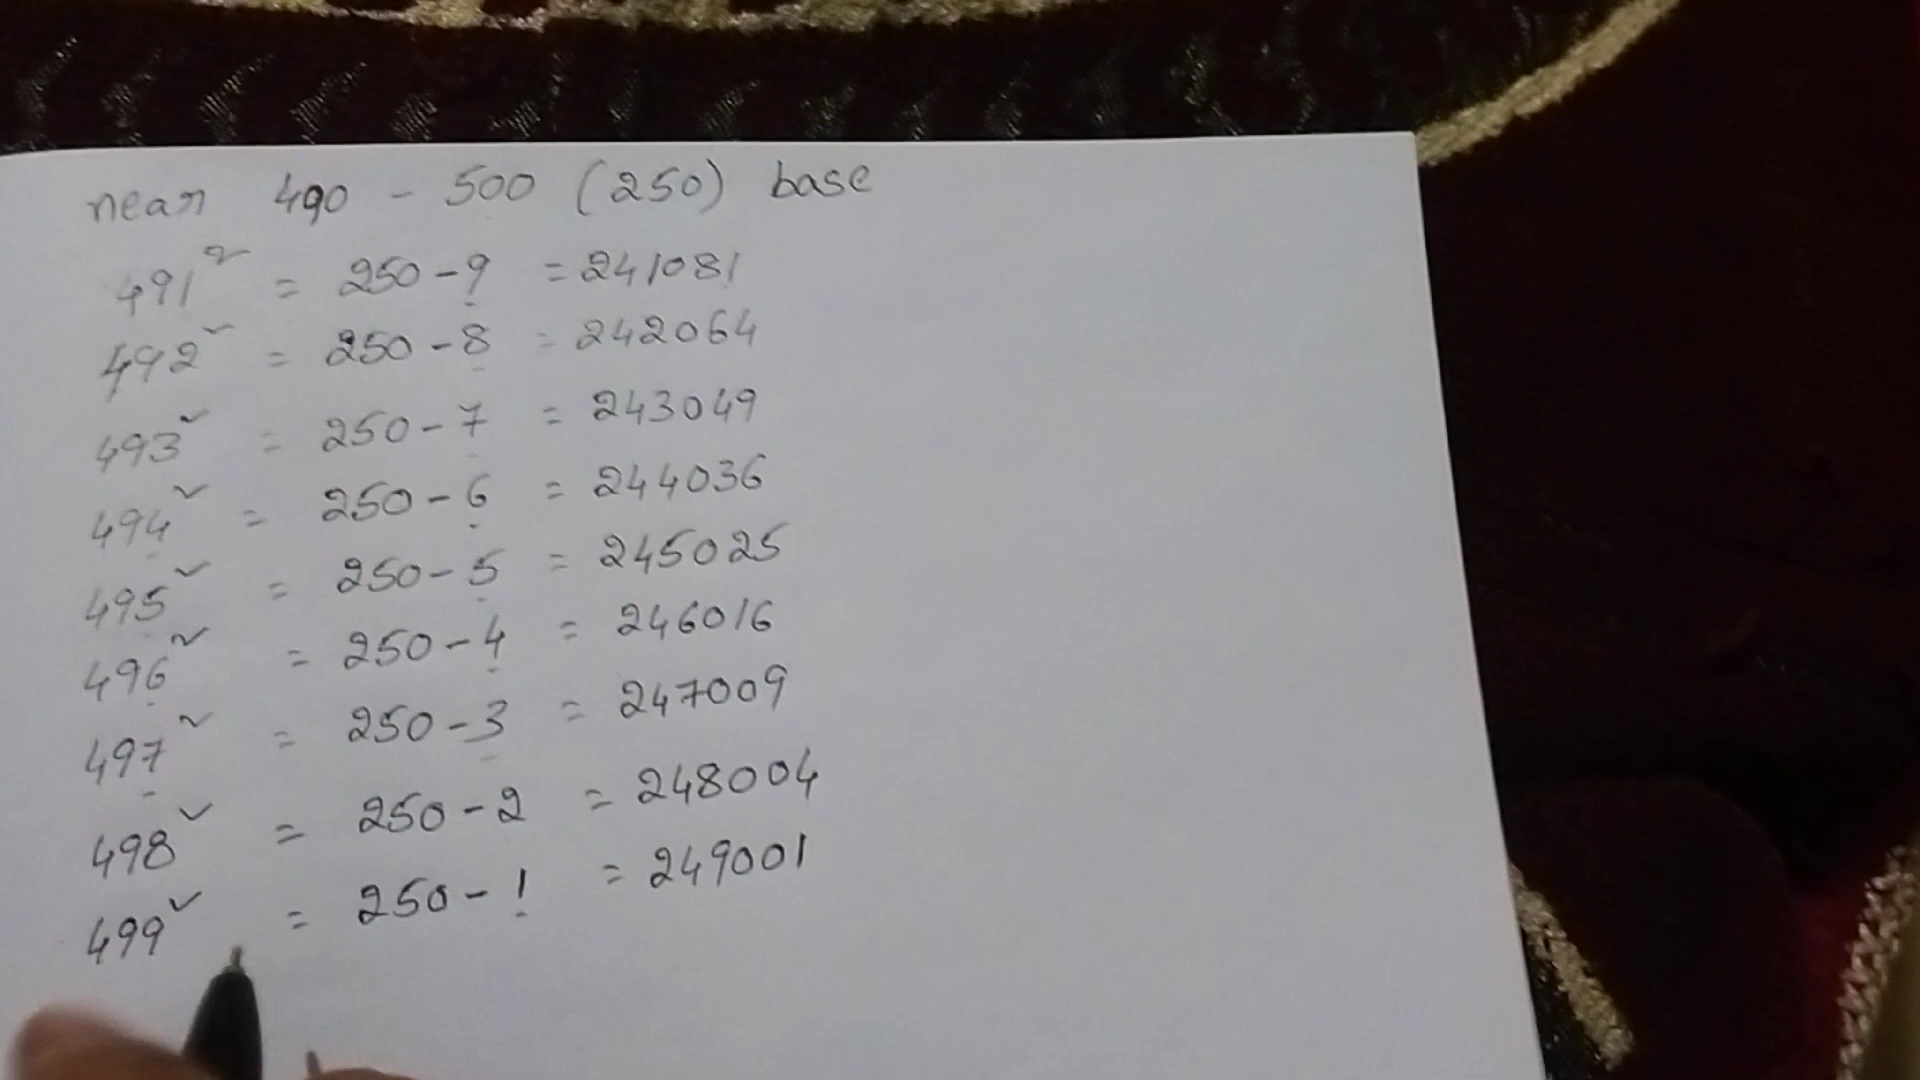 near 490 - 500 (250) base
491² = 250-9 = 241081
492² = 250-8 = 242064
493² = 250-7 = 243049
494² = 250-6 = 244036
495² = 250-5 = 245025
496² = 250-4 = 246016
497² = 250-3 = 247009
498² = 250-2 = 248004
499² = 250-1 = 249001